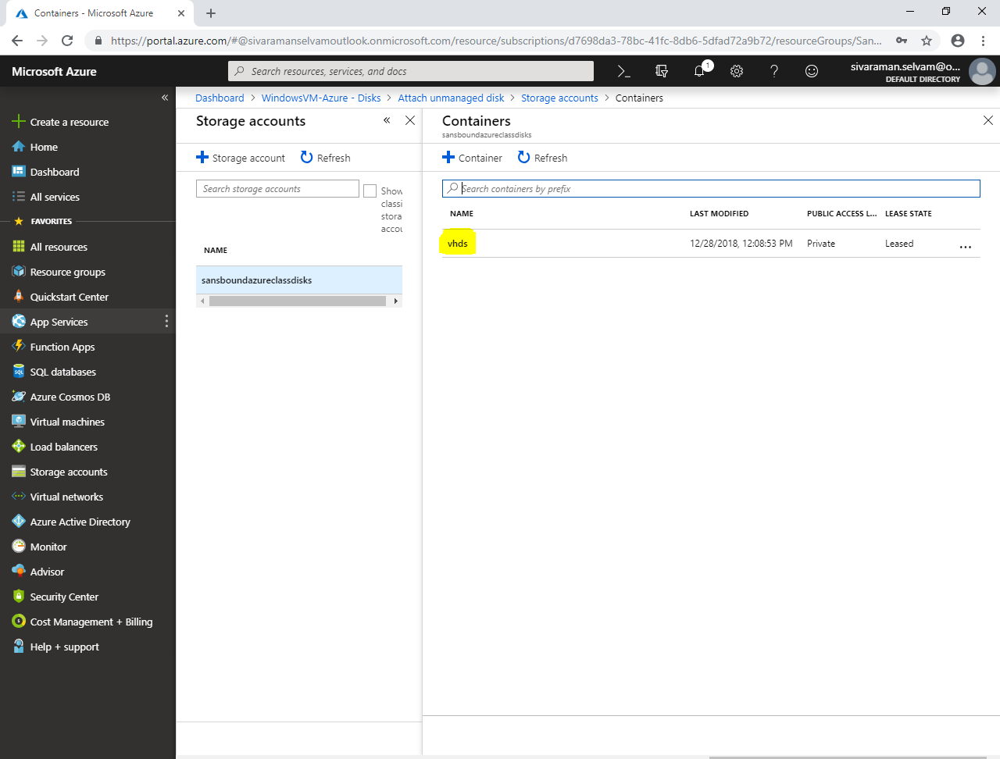 Containers - Microsoft Azure
https://portal.azure.com/#@sivaramanselvamoutlook.onmicrosoft.com/resource/subscriptions/d7698da3-78bc-41fc-8db6-5dfad72a9b72/resourceGroups/San...
Microsoft Azure
Search resources, services, and docs
1
sivaraman.selvam@o...
DEFAULT DIRECTORY
Dashboard > WindowsVM-Azure - Disks > Attach unmanaged disk > Storage accounts > Containers
Create a resource
Home
Dashboard
All services
FAVORITES
All resources
Resource groups
Quickstart Center
App Services
Function Apps
SQL databases
Azure Cosmos DB
Virtual machines
Load balancers
Storage accounts
Virtual networks
Azure Active Directory
Monitor
Advisor
Security Center
Cost Management + Billing
Help + support
Storage accounts
Storage account Refresh
Search storage accounts
Show
classi
stora
accou
NAME
sansboundazureclassdisks
Containers
sansboundazureclassdisks
Container Refresh
Search containers by prefix
NAME LAST MODIFIED PUBLIC ACCESS L... LEASE STATE
vhds 12/28/2018, 12:08:53 PM Private Leased ...